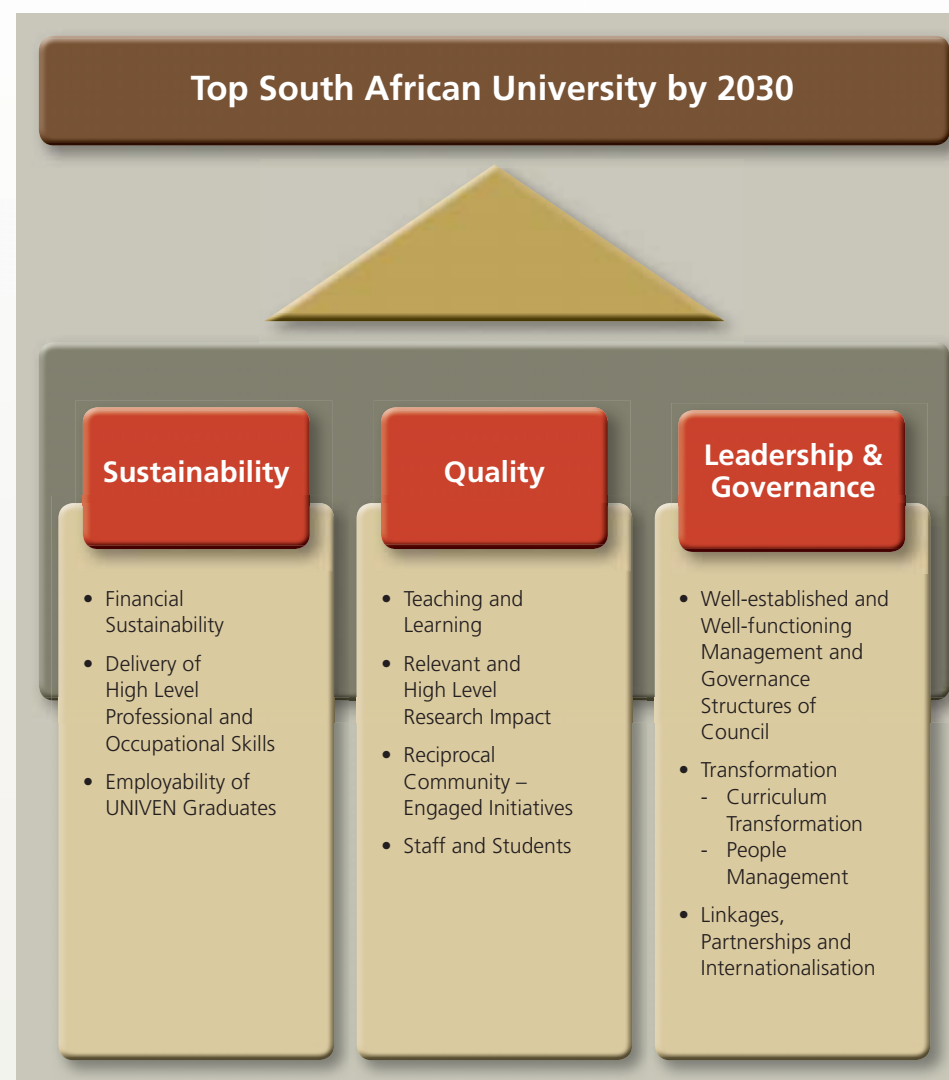 Top South African University by 2030
Sustainability
• Financial
Sustainability
• Delivery of
High Level
Professional and
Occupational Skills
• Employability of
UNIVEN Graduates
Quality
• Teaching and
Learning
• Relevant and
High Level
Research Impact
• Reciprocal
Community –
Engaged Initiatives
• Staff and Students
Leadership &
Governance
• Well-established and
Well-functioning
Management and
Governance
Structures of
Council
• Transformation
- Curriculum
Transformation
- People
Management
• Linkages,
Partnerships and
Internationalisation